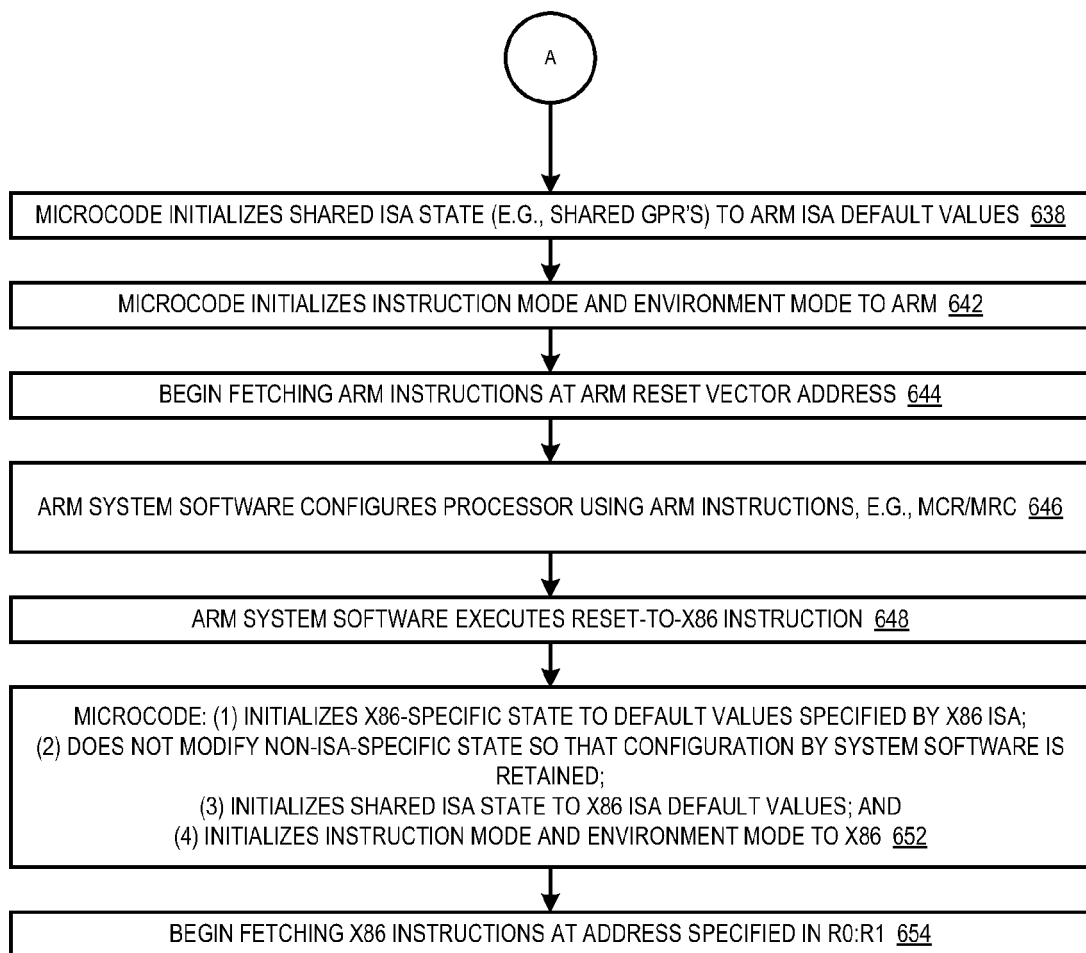 A
MICROCODE INITIALIZES SHARED ISA STATE (E.G., SHARED GPR'S) TO ARM ISA DEFAULT VALUES 638
MICROCODE INITIALIZES INSTRUCTION MODE AND ENVIRONMENT MODE TO ARM 642
BEGIN FETCHING ARM INSTRUCTIONS AT ARM RESET VECTOR ADDRESS 644
ARM SYSTEM SOFTWARE CONFIGURES PROCESSOR USING ARM INSTRUCTIONS, E.G., MCR/MRC 646
ARM SYSTEM SOFTWARE EXECUTES RESET-TO-X86 INSTRUCTION 648
MICROCODE: (1) INITIALIZES X86-SPECIFIC STATE TO DEFAULT VALUES SPECIFIED BY X86 ISA;
(2) DOES NOT MODIFY NON-ISA-SPECIFIC STATE SO THAT CONFIGURATION BY SYSTEM SOFTWARE IS
RETAINED;
(3) INITIALIZES SHARED ISA STATE TO X86 ISA DEFAULT VALUES; AND
(4) INITIALIZES INSTRUCTION MODE AND ENVIRONMENT MODE TO X86 652
BEGIN FETCHING X86 INSTRUCTIONS AT ADDRESS SPECIFIED IN R0:R1 654